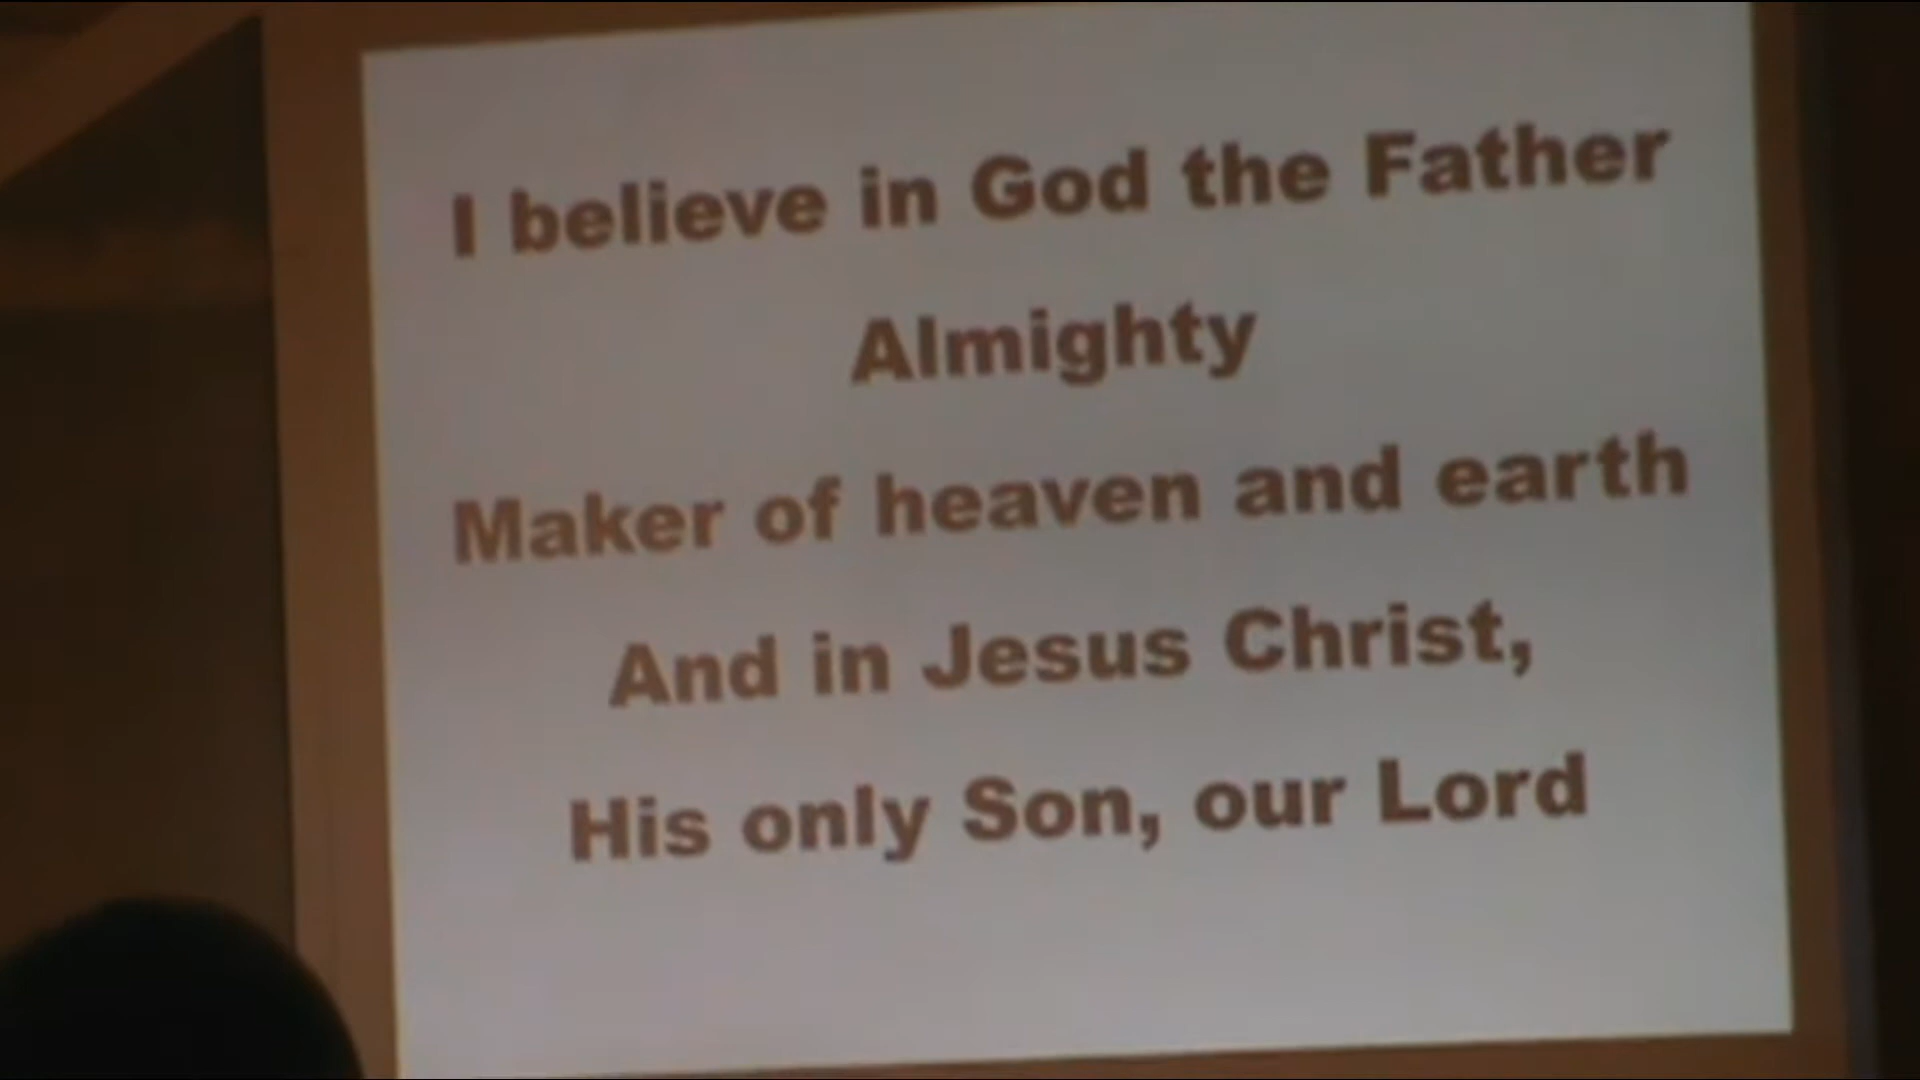 I believe in God the Father
Almighty
Maker of heaven and earth
And in Jesus Christ,
His only Son, our Lord